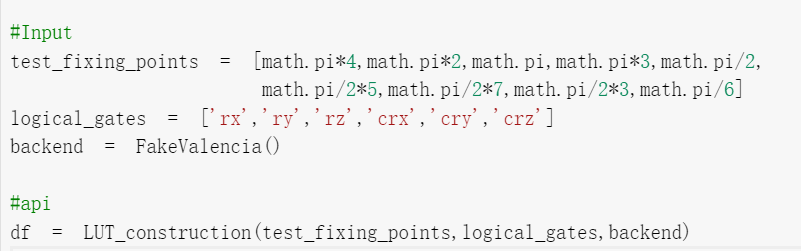 #Input
test_fixing_points = [math.pi*4,math.pi*2,math.pi,math.pi*3,math.pi/2,
math.pi/2*5,math.pi/2*7,math.pi/2*3,math.pi/6]
logical_gates = ['rx','ry','rz','crx','cry','crz']
backend = FakeValencia()
#api
df = LUT_construction(test_fixing_points,logical_gates,backend)